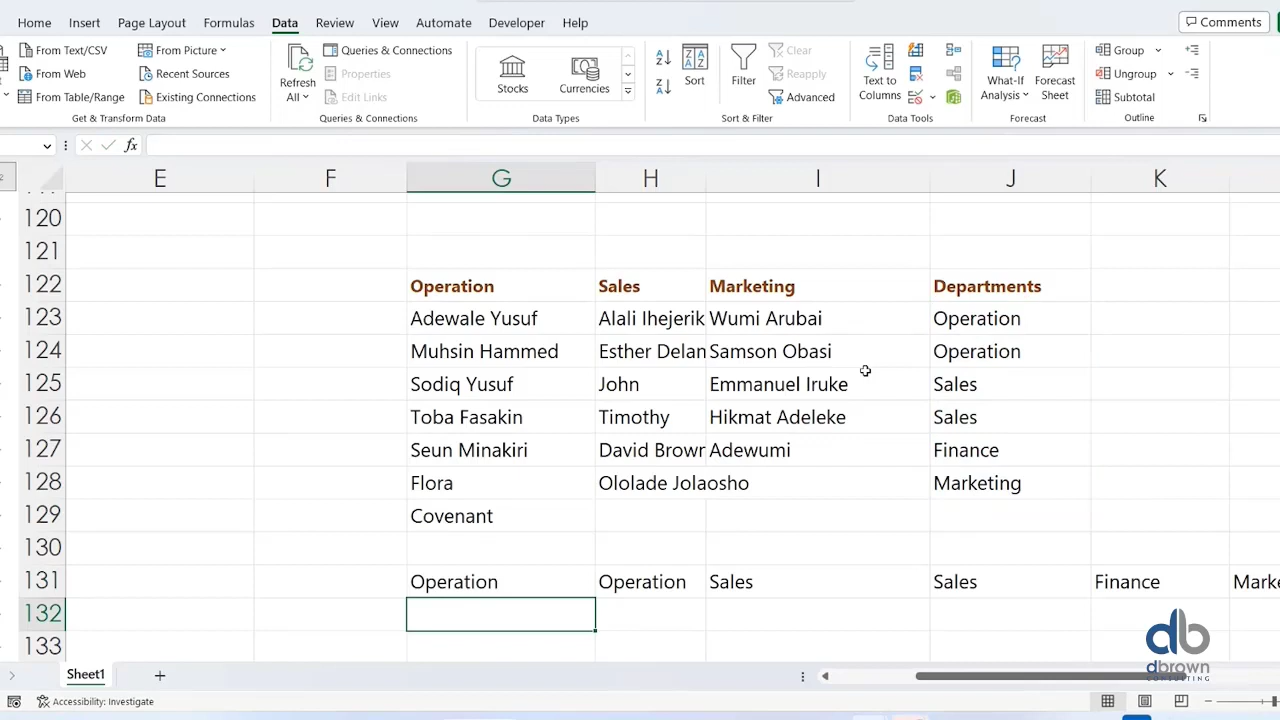 Home Insert Page Layout Formulas Data Review View Automate Developer Help Comments
From Text/CSV From Picture Queries & Connections Clear Group
From Web Recent Sources Properties Reapply Ungroup
From Table/Range Existing Connections Edit Links Advanced Subtotal
Refresh All Stocks Currencies Sort Filter Text to Columns What-If Analysis Forecast Sheet
Get & Transform Data Queries & Connections Data Types Sort & Filter Data Tools Forecast Outline
fx
E F G H I J K
120
121
122 Operation Sales Marketing Departments
123 Adewale Yusuf Alali Ihejerik Wumi Arubai Operation
124 Muhsin Hammed Esther Delan Samson Obasi Operation
125 Sodiq Yusuf John Emmanuel Iruke Sales
126 Toba Fasakin Timothy Hikmat Adeleke Sales
127 Seun Minakiri David Brown Adewumi Finance
128 Flora Ololade Jolaosho Marketing
129 Covenant
130
131 Operation Operation Sales Sales Finance Marke
132
133
db
dbrown
CONSULTING
Sheet1
Accessibility: Investigate